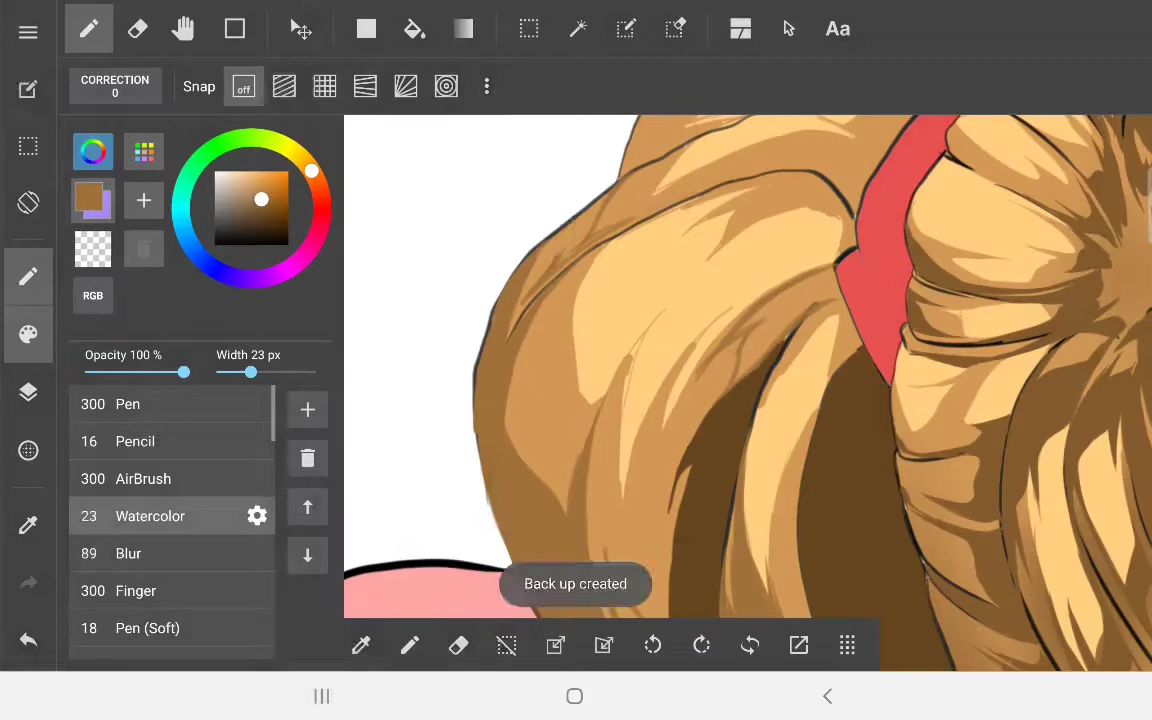 Aa
CORRECTION
0
Snap
off
RGB
Opacity 100 %
Width 23 px
300 Pen
16 Pencil
300 AirBrush
23 Watercolor
89 Blur
300 Finger
18 Pen (Soft)
Back up created